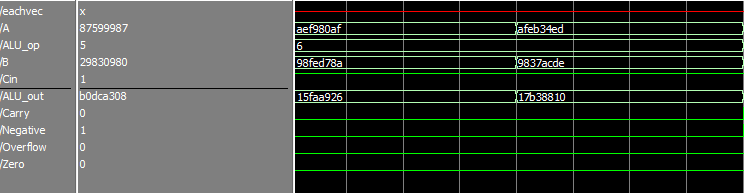 /eachvec x
/A 87599987 aef980af afeb34ed
/ALU_op 5 6
/B 29830980 98fed78a 9837acde
/Cin 1
/ALU_out b0dca308 15faa926 17b38810
/Carry 0
/Negative 1
/Overflow 0
/Zero 0